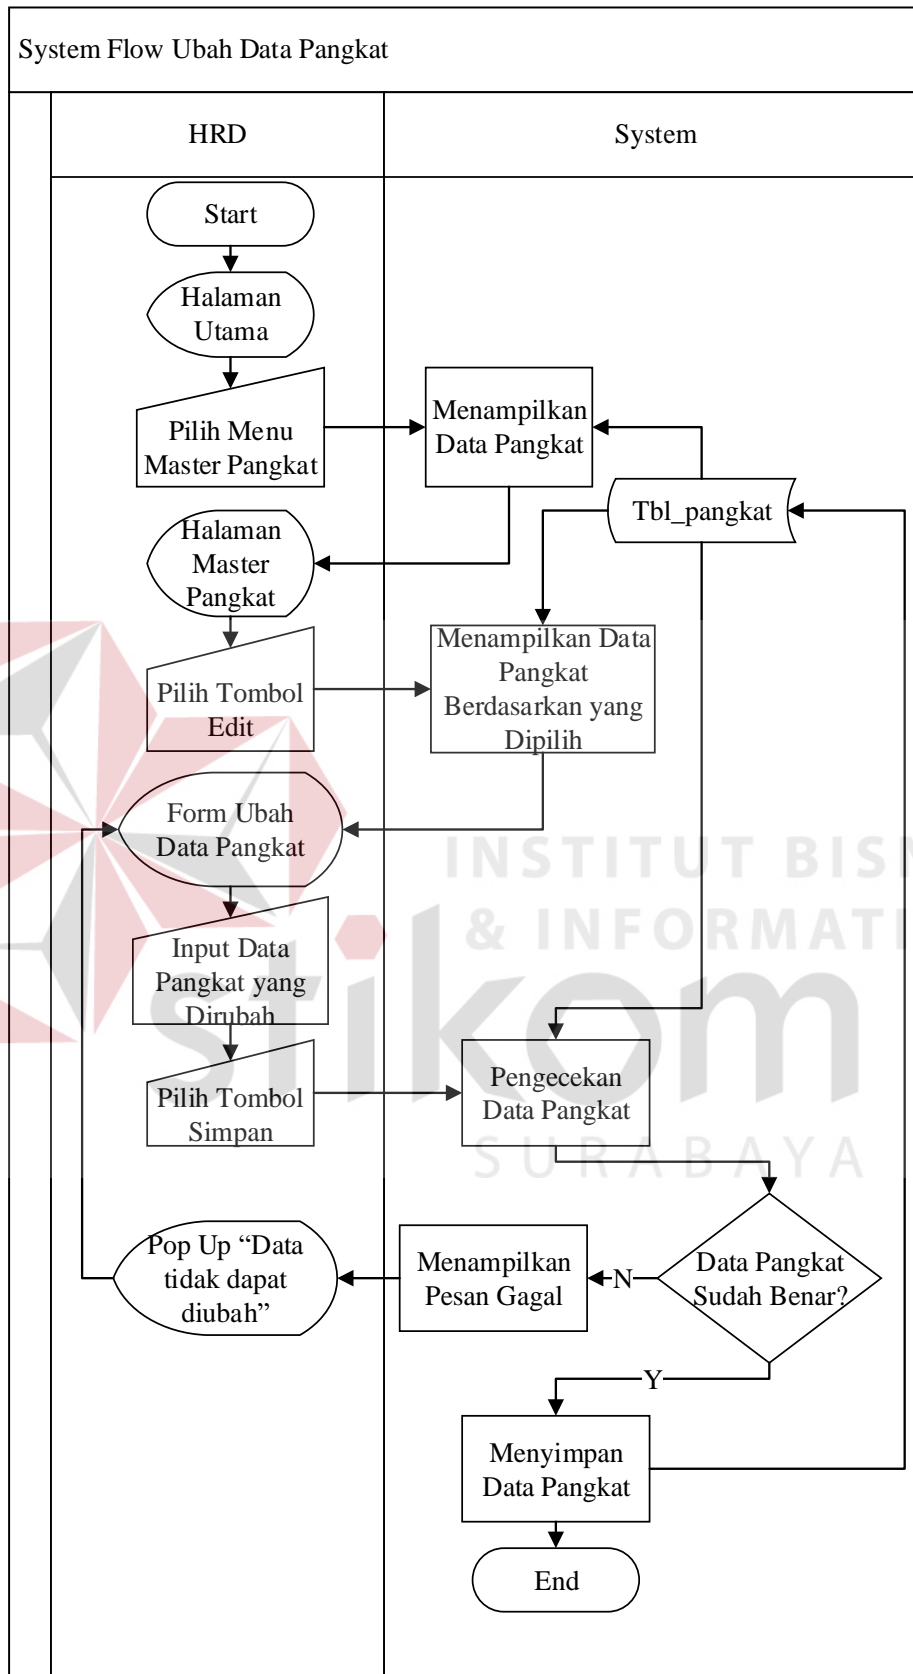 System Flow Ubah Data Pangkat
HRD
System
Start
Halaman
Utama
Pilih Menu
Master Pangkat
Menampilkan
Data Pangkat
Tbl_pangkat
Halaman
Master
Pangkat
Pilih Tombol
Edit
Menampilkan Data
Pangkat
Berdasarkan yang
Dipilih
Form Ubah
Data Pangkat
Input Data
Pangkat yang
Dirubah
Pilih Tombol
Simpan
Pengecekan
Data Pangkat
Data Pangkat
Sudah Benar?
N
Menampilkan
Pesan Gagal
Pop Up “Data
tidak dapat
diubah”
Y
Menyimpan
Data Pangkat
End
INSTITUT BISN
& INFORMATI
stikom
SURABAYA